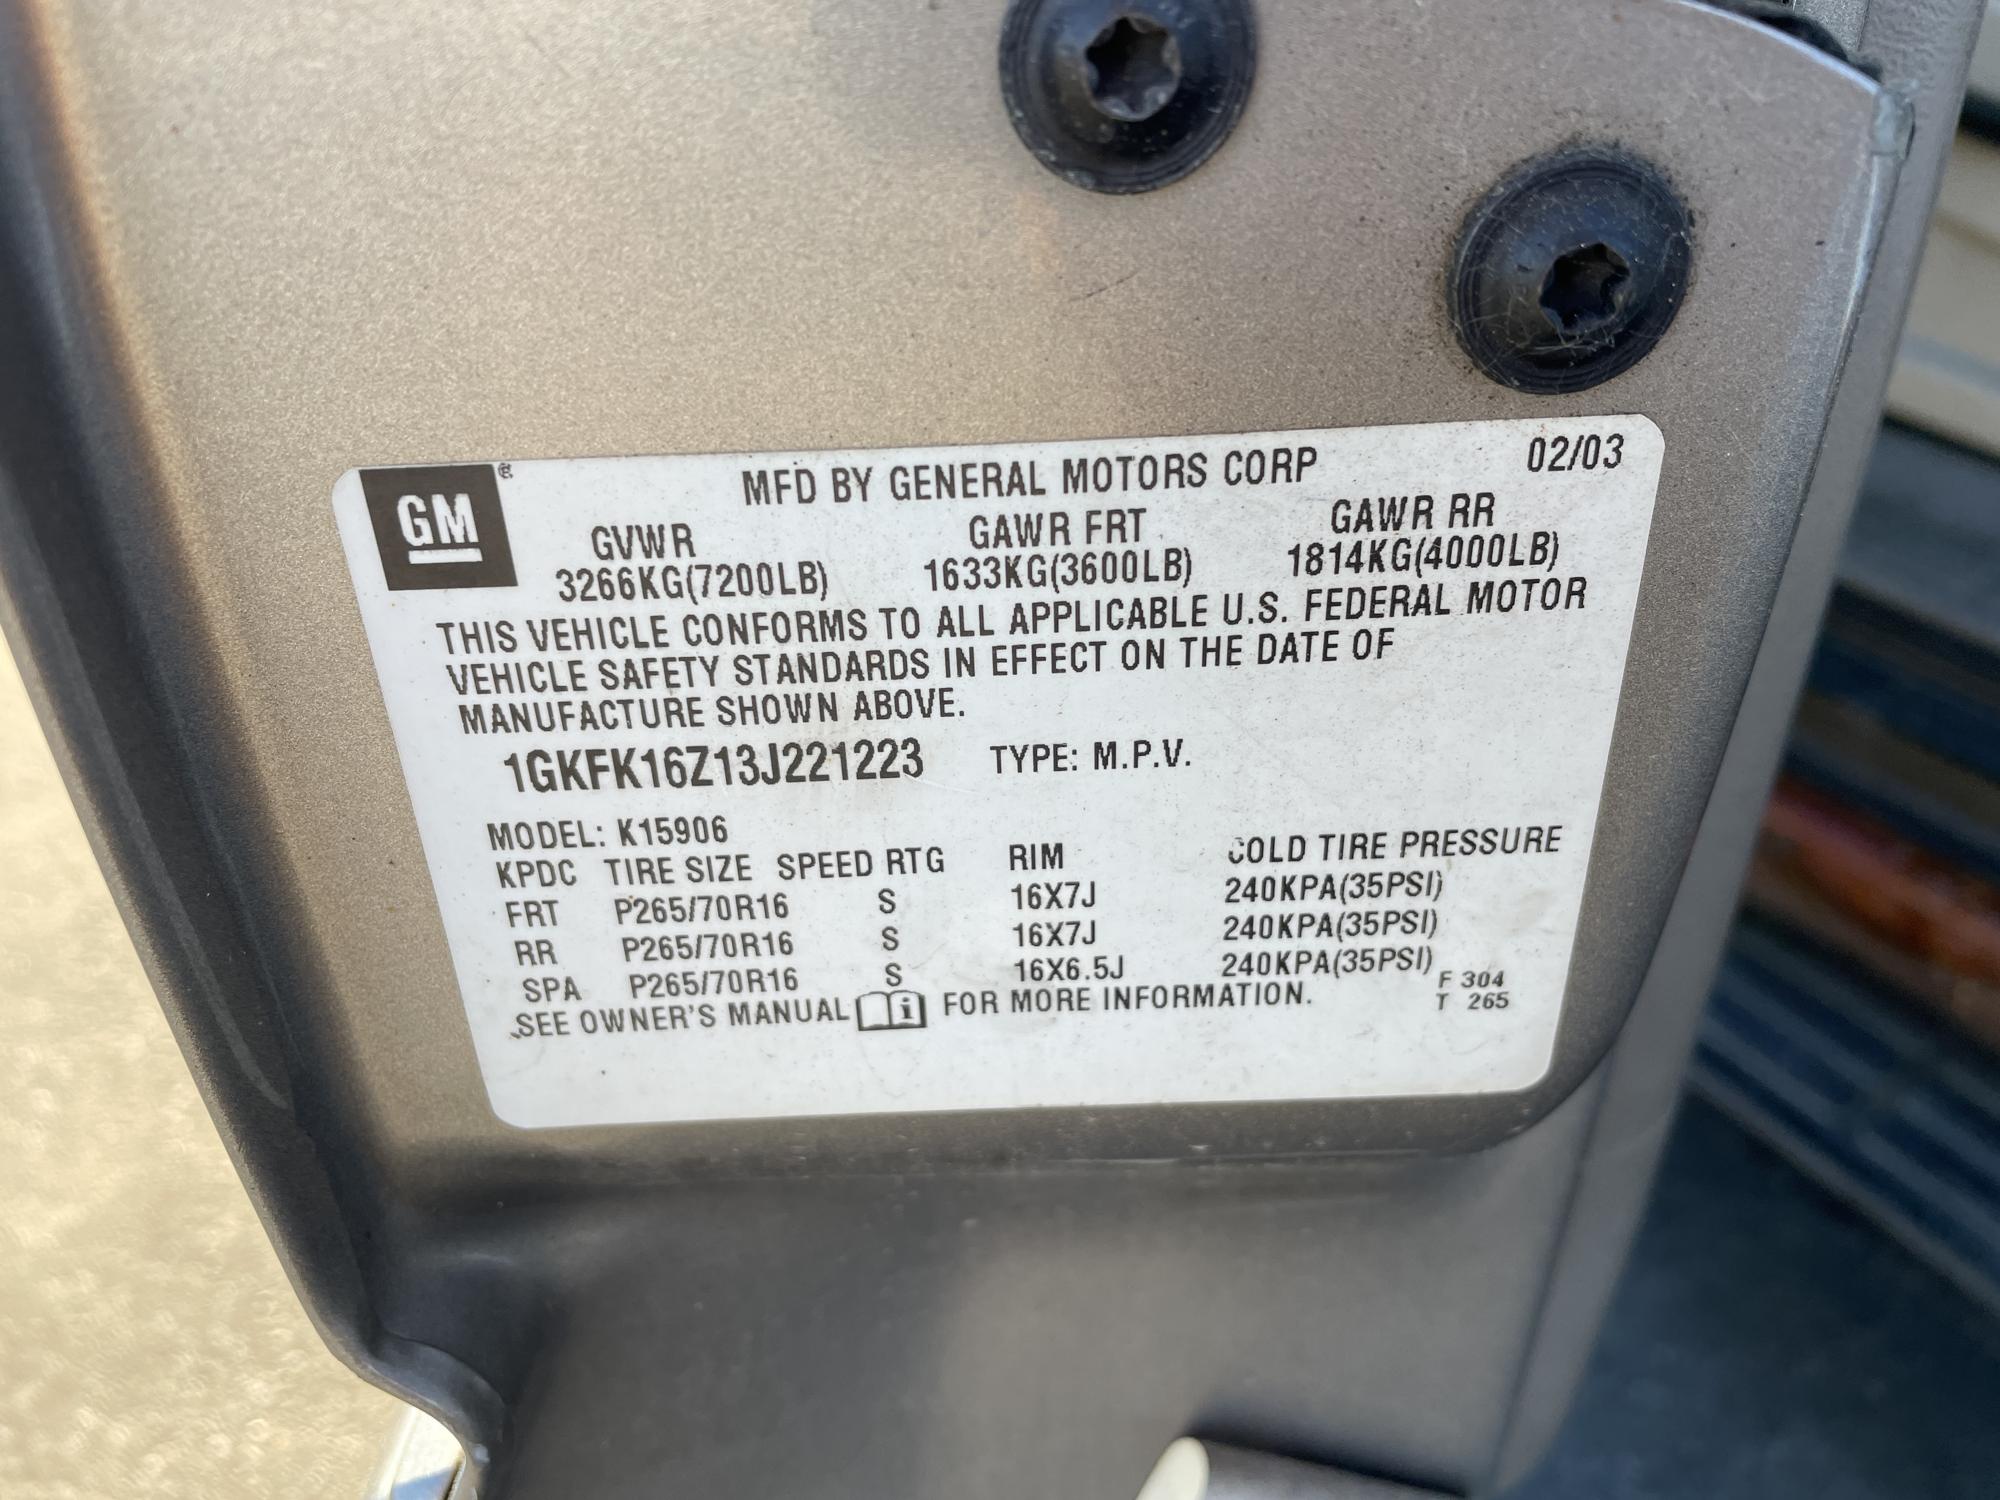 GM®
MFD BY GENERAL MOTORS CORP 02/03
GVWR GAWR FRT GAWR RR
3266KG(7200LB) 1633KG(3600LB) 1814KG(4000LB)
THIS VEHICLE CONFORMS TO ALL APPLICABLE U.S. FEDERAL MOTOR
VEHICLE SAFETY STANDARDS IN EFFECT ON THE DATE OF
MANUFACTURE SHOWN ABOVE.
1GKFK16Z13J221223 TYPE: M.P.V.
MODEL: K15906
KPDC TIRE SIZE SPEED RTG RIM COLD TIRE PRESSURE
FRT P265/70R16 S 16X7J 240KPA(35PSI)
RR P265/70R16 S 16X7J 240KPA(35PSI)
SPA P265/70R16 S 16X6.5J 240KPA(35PSI)
SEE OWNER'S MANUAL i FOR MORE INFORMATION.
F 304
T 265